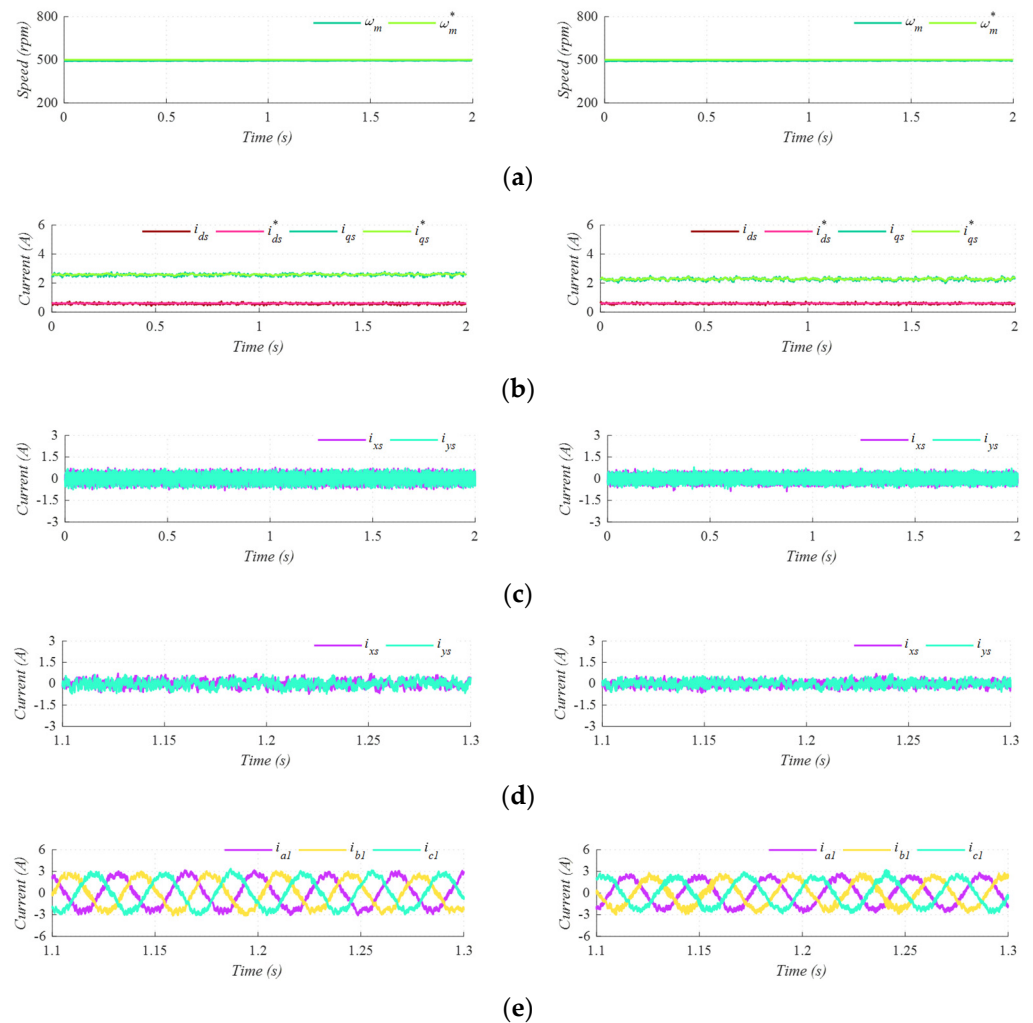 800 ω_m ω_m^* 800 ω_m ω_m^*
Speed (rpm) 500 Speed (rpm) 500
200 200
0 0.5 1 1.5 2 0 0.5 1 1.5 2
Time (s) Time (s)
(a)
6 i_ds i_ds^* i_qs i_qs^* 6 i_ds i_ds^* i_qs i_qs^*
Current (A) 4 Current (A) 4
2 2
0 0
0 0.5 1 1.5 2 0 0.5 1 1.5 2
Time (s) Time (s)
(b)
3 i_xs i_ys 3 i_xs i_ys
1.5 1.5
Current (A) 0 Current (A) 0
-1.5 -1.5
-3 -3
0 0.5 1 1.5 2 0 0.5 1 1.5 2
Time (s) Time (s)
(c)
3 i_xs i_ys 3 i_xs i_ys
1.5 1.5
Current (A) 0 Current (A) 0
-1.5 -1.5
-3 -3
1.1 1.15 1.2 1.25 1.3 1.1 1.15 1.2 1.25 1.3
Time (s) Time (s)
(d)
6 i_a1 i_b1 i_c1 6 i_a1 i_b1 i_c1
3 3
Current (A) 0 Current (A) 0
-3 -3
-6 -6
1.1 1.15 1.2 1.25 1.3 1.1 1.15 1.2 1.25 1.3
Time (s) Time (s)
(e)